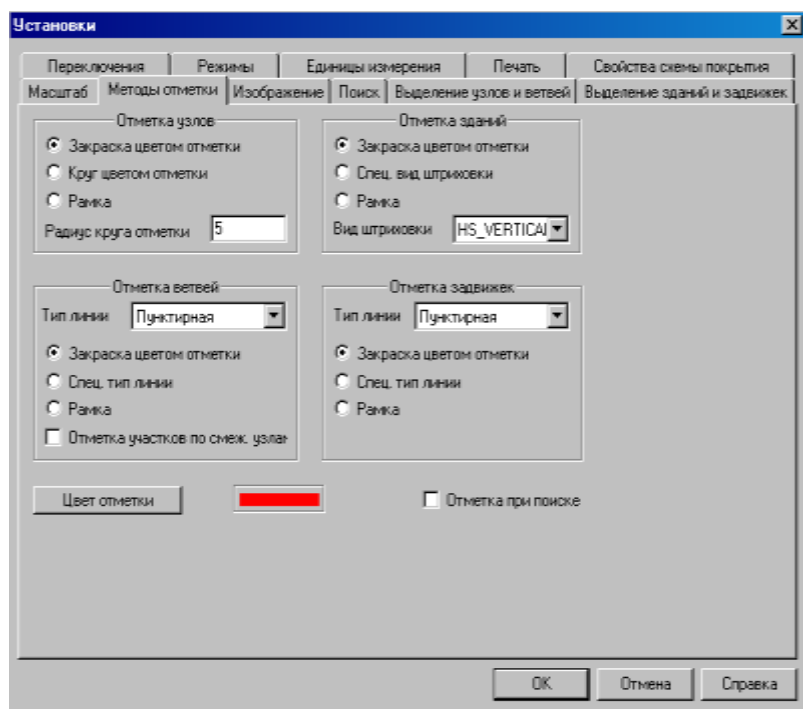 Установки
Переключения Режимы Единицы измерения Печать Свойства схемы покрытия
Масштаб Методы отметки Изображение Поиск Выделение узлов и ветвей Выделение зданий и задвижек
Отметка узлов
Закраска цветом отметки
Круг цветом отметки
Рамка
Радиус круга отметки 5
Отметка зданий
Закраска цветом отметки
Спец. вид штриховки
Рамка
Вид штриховки HS_VERTICAL
Отметка ветвей
Тип линии Пунктирная
Закраска цветом отметки
Спец. тип линии
Рамка
Отметка участков по смеж. узлам
Отметка задвижек
Тип линии Пунктирная
Закраска цветом отметки
Спец. тип линии
Рамка
Цвет отметки
Отметка при поиске
OK Отмена Справка